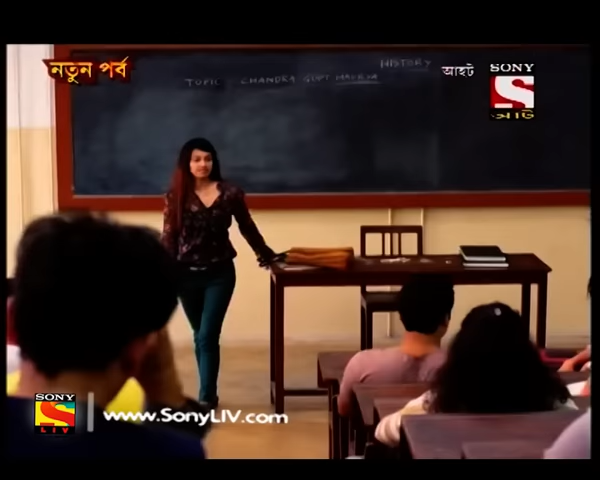 নতুন পর্ব
HISTORY
TOPIC CHANDRA GUPT MAURYA
আহট
SONY
S
আট
SONY
S
LIV
www.SonyLIV.com